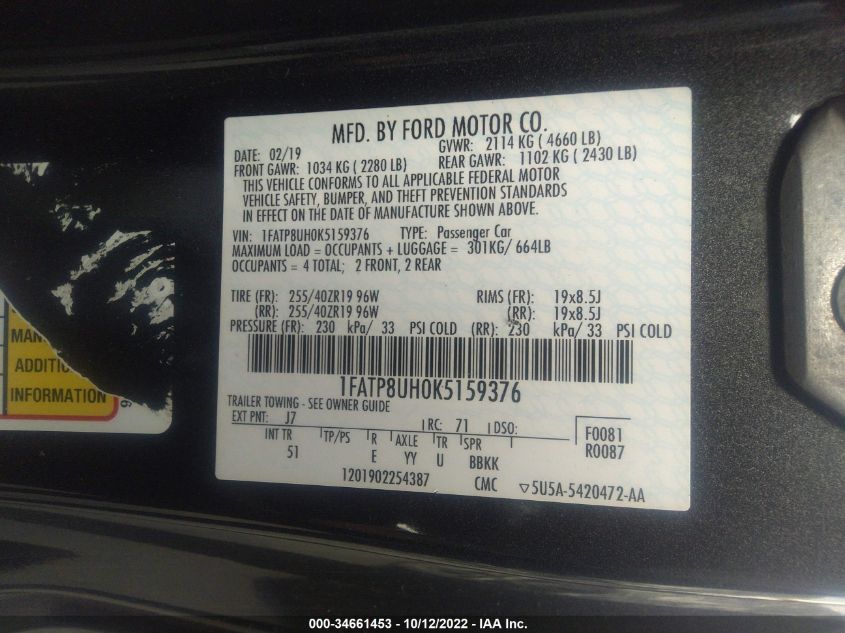 MFD. BY FORD MOTOR CO.
DATE: 02/19 GVWR: 2114 KG ( 4660 LB)
FRONT GAWR: 1034 KG ( 2280 LB) REAR GAWR: 1102 KG ( 2430 LB)
THIS VEHICLE CONFORMS TO ALL APPLICABLE FEDERAL MOTOR
VEHICLE SAFETY, BUMPER, AND THEFT PREVENTION STANDARDS
IN EFFECT ON THE DATE OF MANUFACTURE SHOWN ABOVE.
VIN: 1FATP8UH0K5159376 TYPE: Passenger Car
MAXIMUM LOAD = OCCUPANTS + LUGGAGE = 301KG/ 664LB
OCCUPANTS = 4 TOTAL; 2 FRONT, 2 REAR
TIRE (FR): 255/40ZR19 96W RIMS (FR): 19x8.5J
(RR): 255/40ZR19 96W (RR): 19x8.5J
PRESSURE (FR): 230 kPa/ 33 PSI COLD (RR): 230 kPa/ 33 PSI COLD
1FATP8UH0K5159376
TRAILER TOWING - SEE OWNER GUIDE
EXT PNT: J7 RC: 71 DSO: F0081
INT TR TP/PS R AXLE TR SPR R0087
51 E YY U BBKK
1201902254387 CMC ▽5U5A-5420472-AA
MAN
ADDITIO
INFORMATION
000-34661453 - 10/12/2022 - IAA Inc.